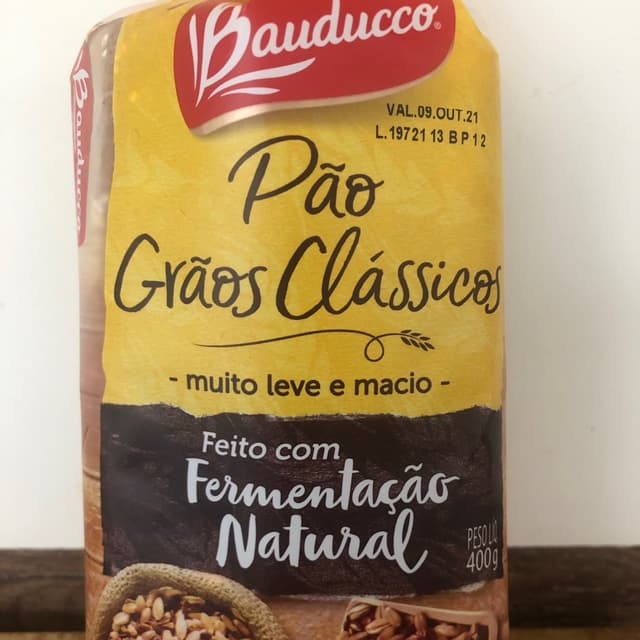 Bauducco
Bauducco
VAL.09.OUT.21
L.19721 13 B P 1 2
Pão
Grãos Clássicos
- muito leve e macio -
Feito com
Fermentação
Natural
PESO LÍQ
400g